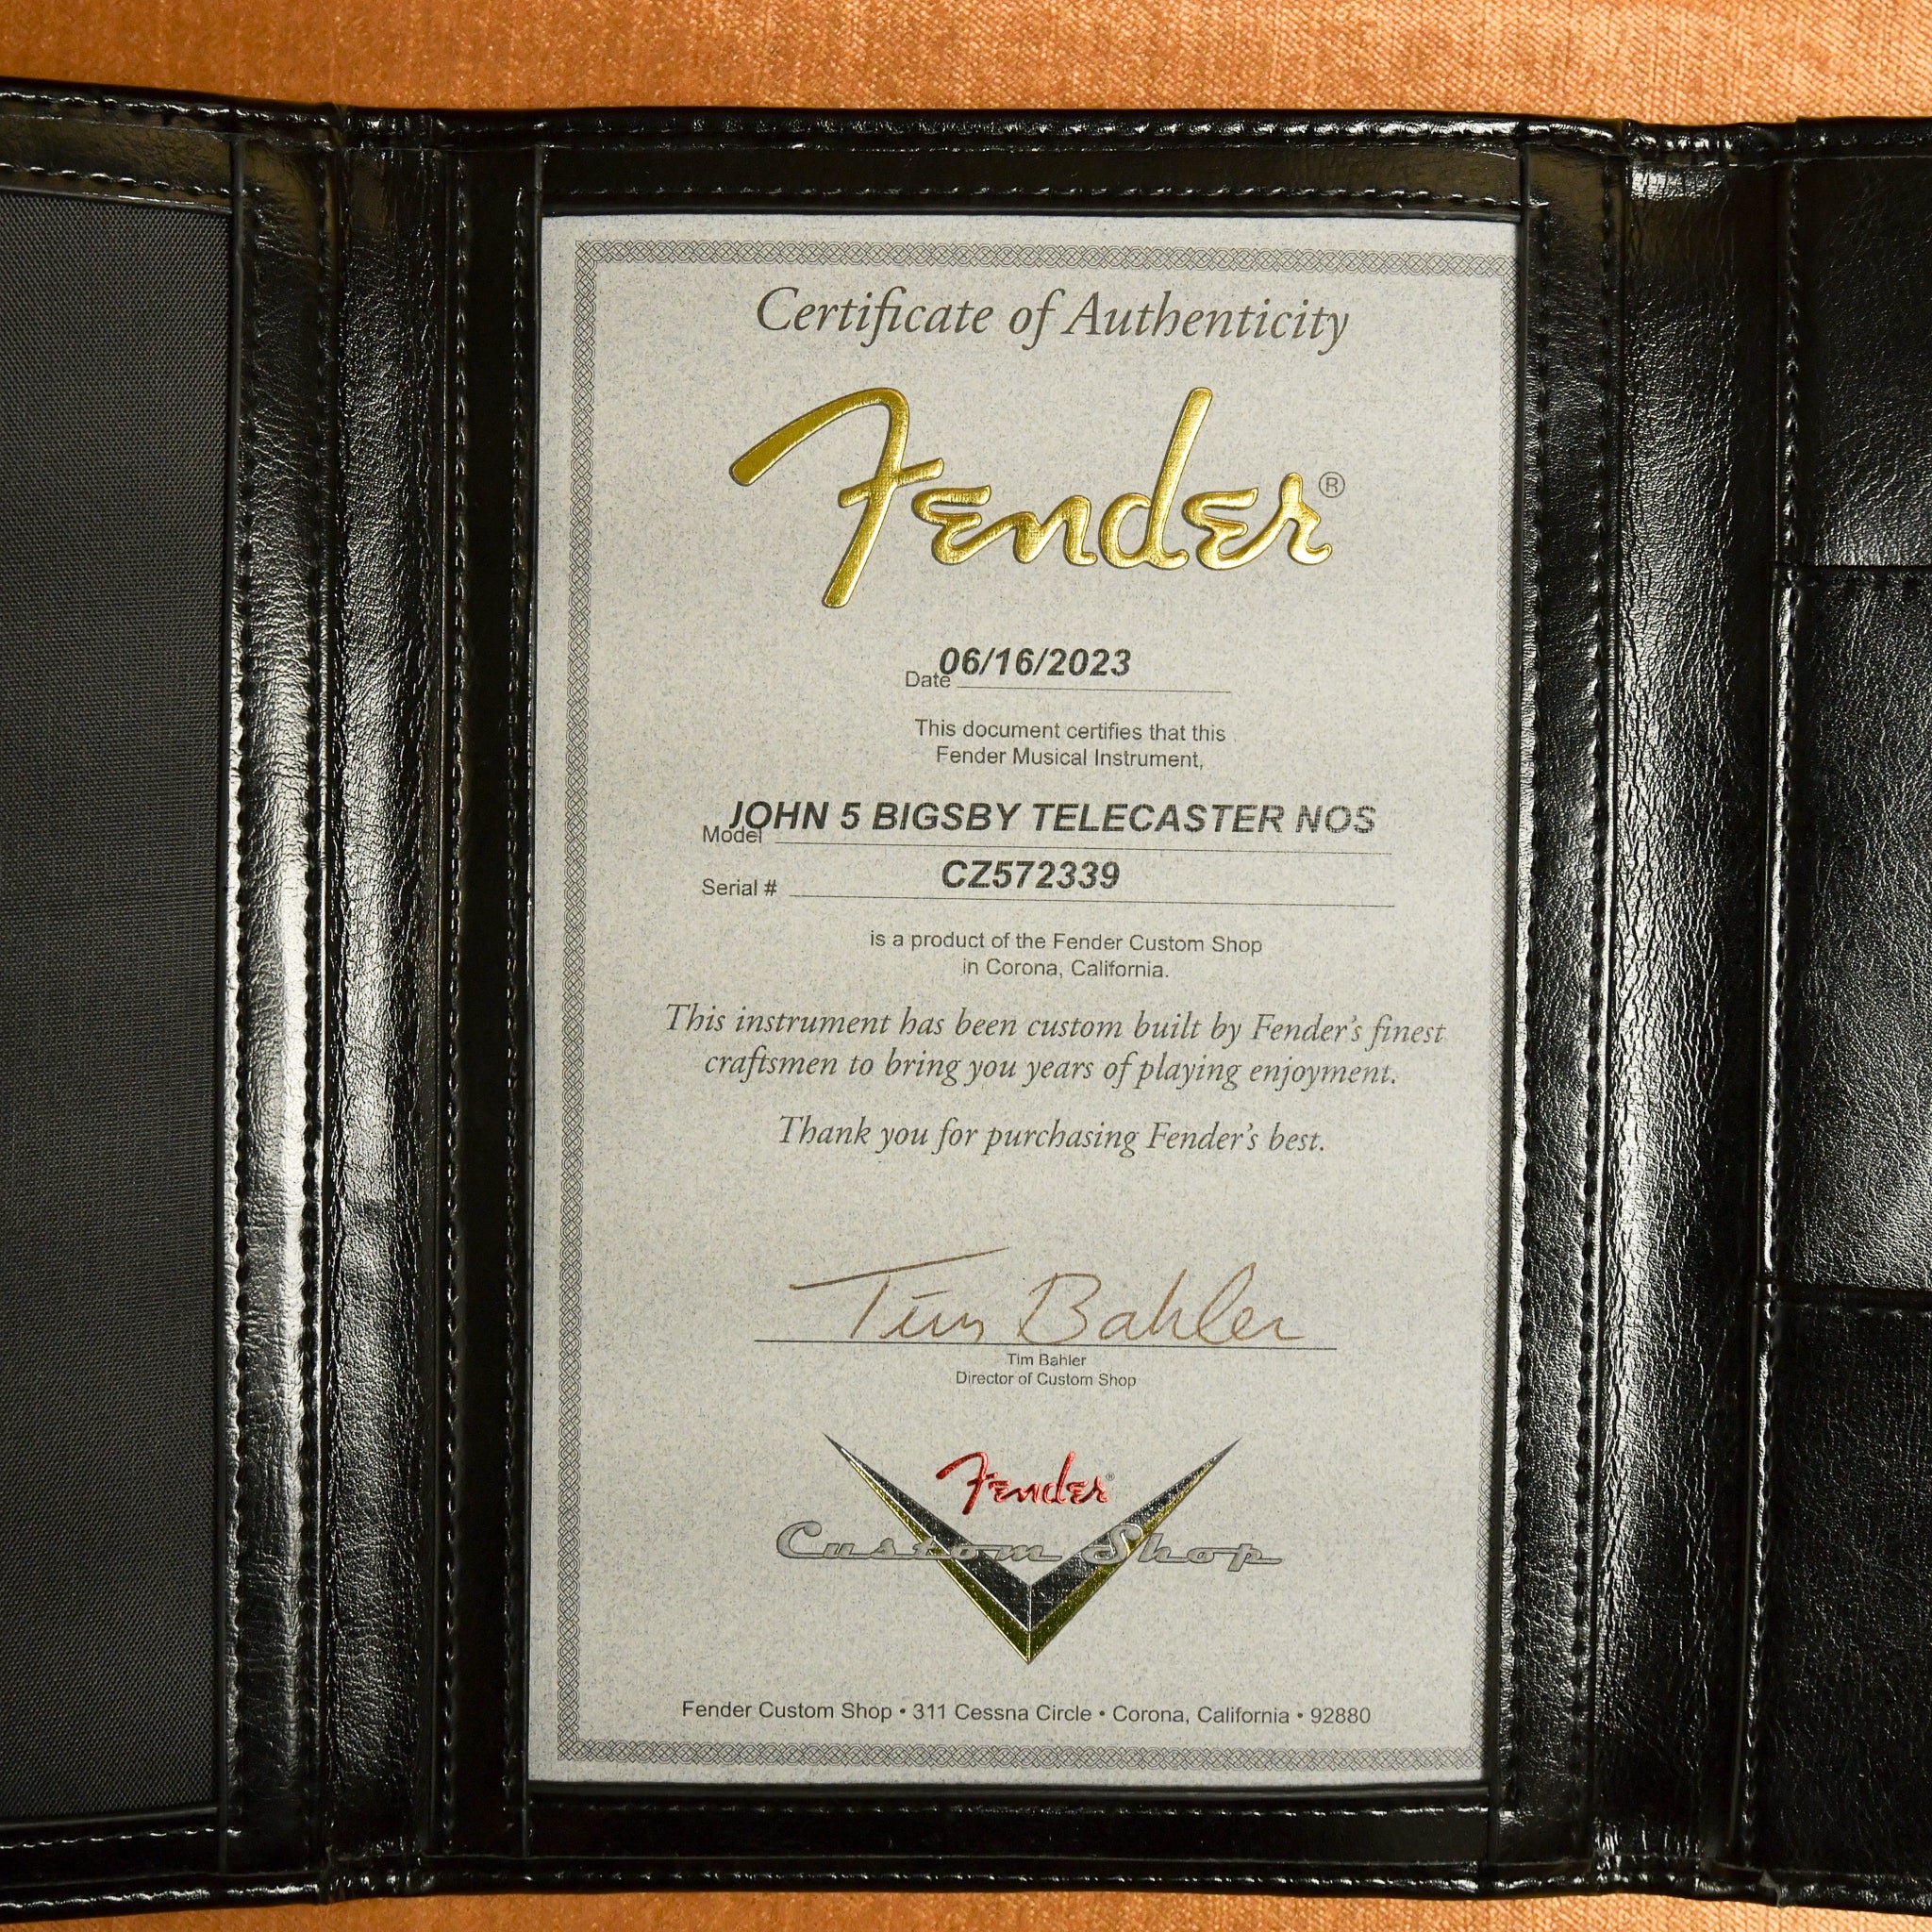 Certificate of Authenticity
Fender®
Date 06/16/2023
This document certifies that this
Fender Musical Instrument,
Model JOHN 5 BIGSBY TELECASTER NOS
Serial # CZ572339
is a product of the Fender Custom Shop
in Corona, California.
This instrument has been custom built by Fender's finest
craftsmen to bring you years of playing enjoyment.
Thank you for purchasing Fender's best.
Tim Bahler
Tim Bahler
Director of Custom Shop
Fender®
Custom Shop
Fender Custom Shop • 311 Cessna Circle • Corona, California • 92880